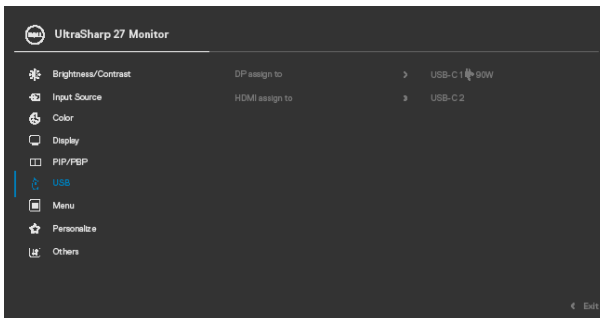 DELL UltraSharp 27 Monitor
Brightness/Contrast DP assign to USB-C 1 90W
Input Source HDMI assign to USB-C 2
Color
Display
PIP/PBP
USB
Menu
Personalize
Others
Exit